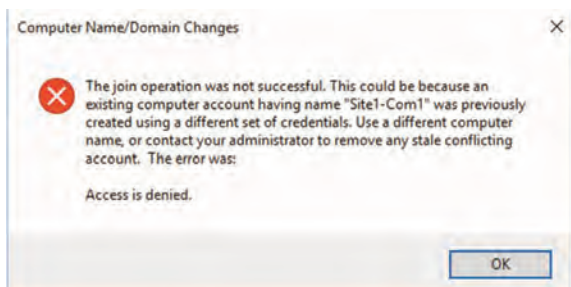 Computer Name/Domain Changes
The join operation was not successful. This could be because an
existing computer account having name "Site1-Com1" was previously
created using a different set of credentials. Use a different computer
name, or contact your administrator to remove any stale conflicting
account. The error was:
Access is denied.
OK